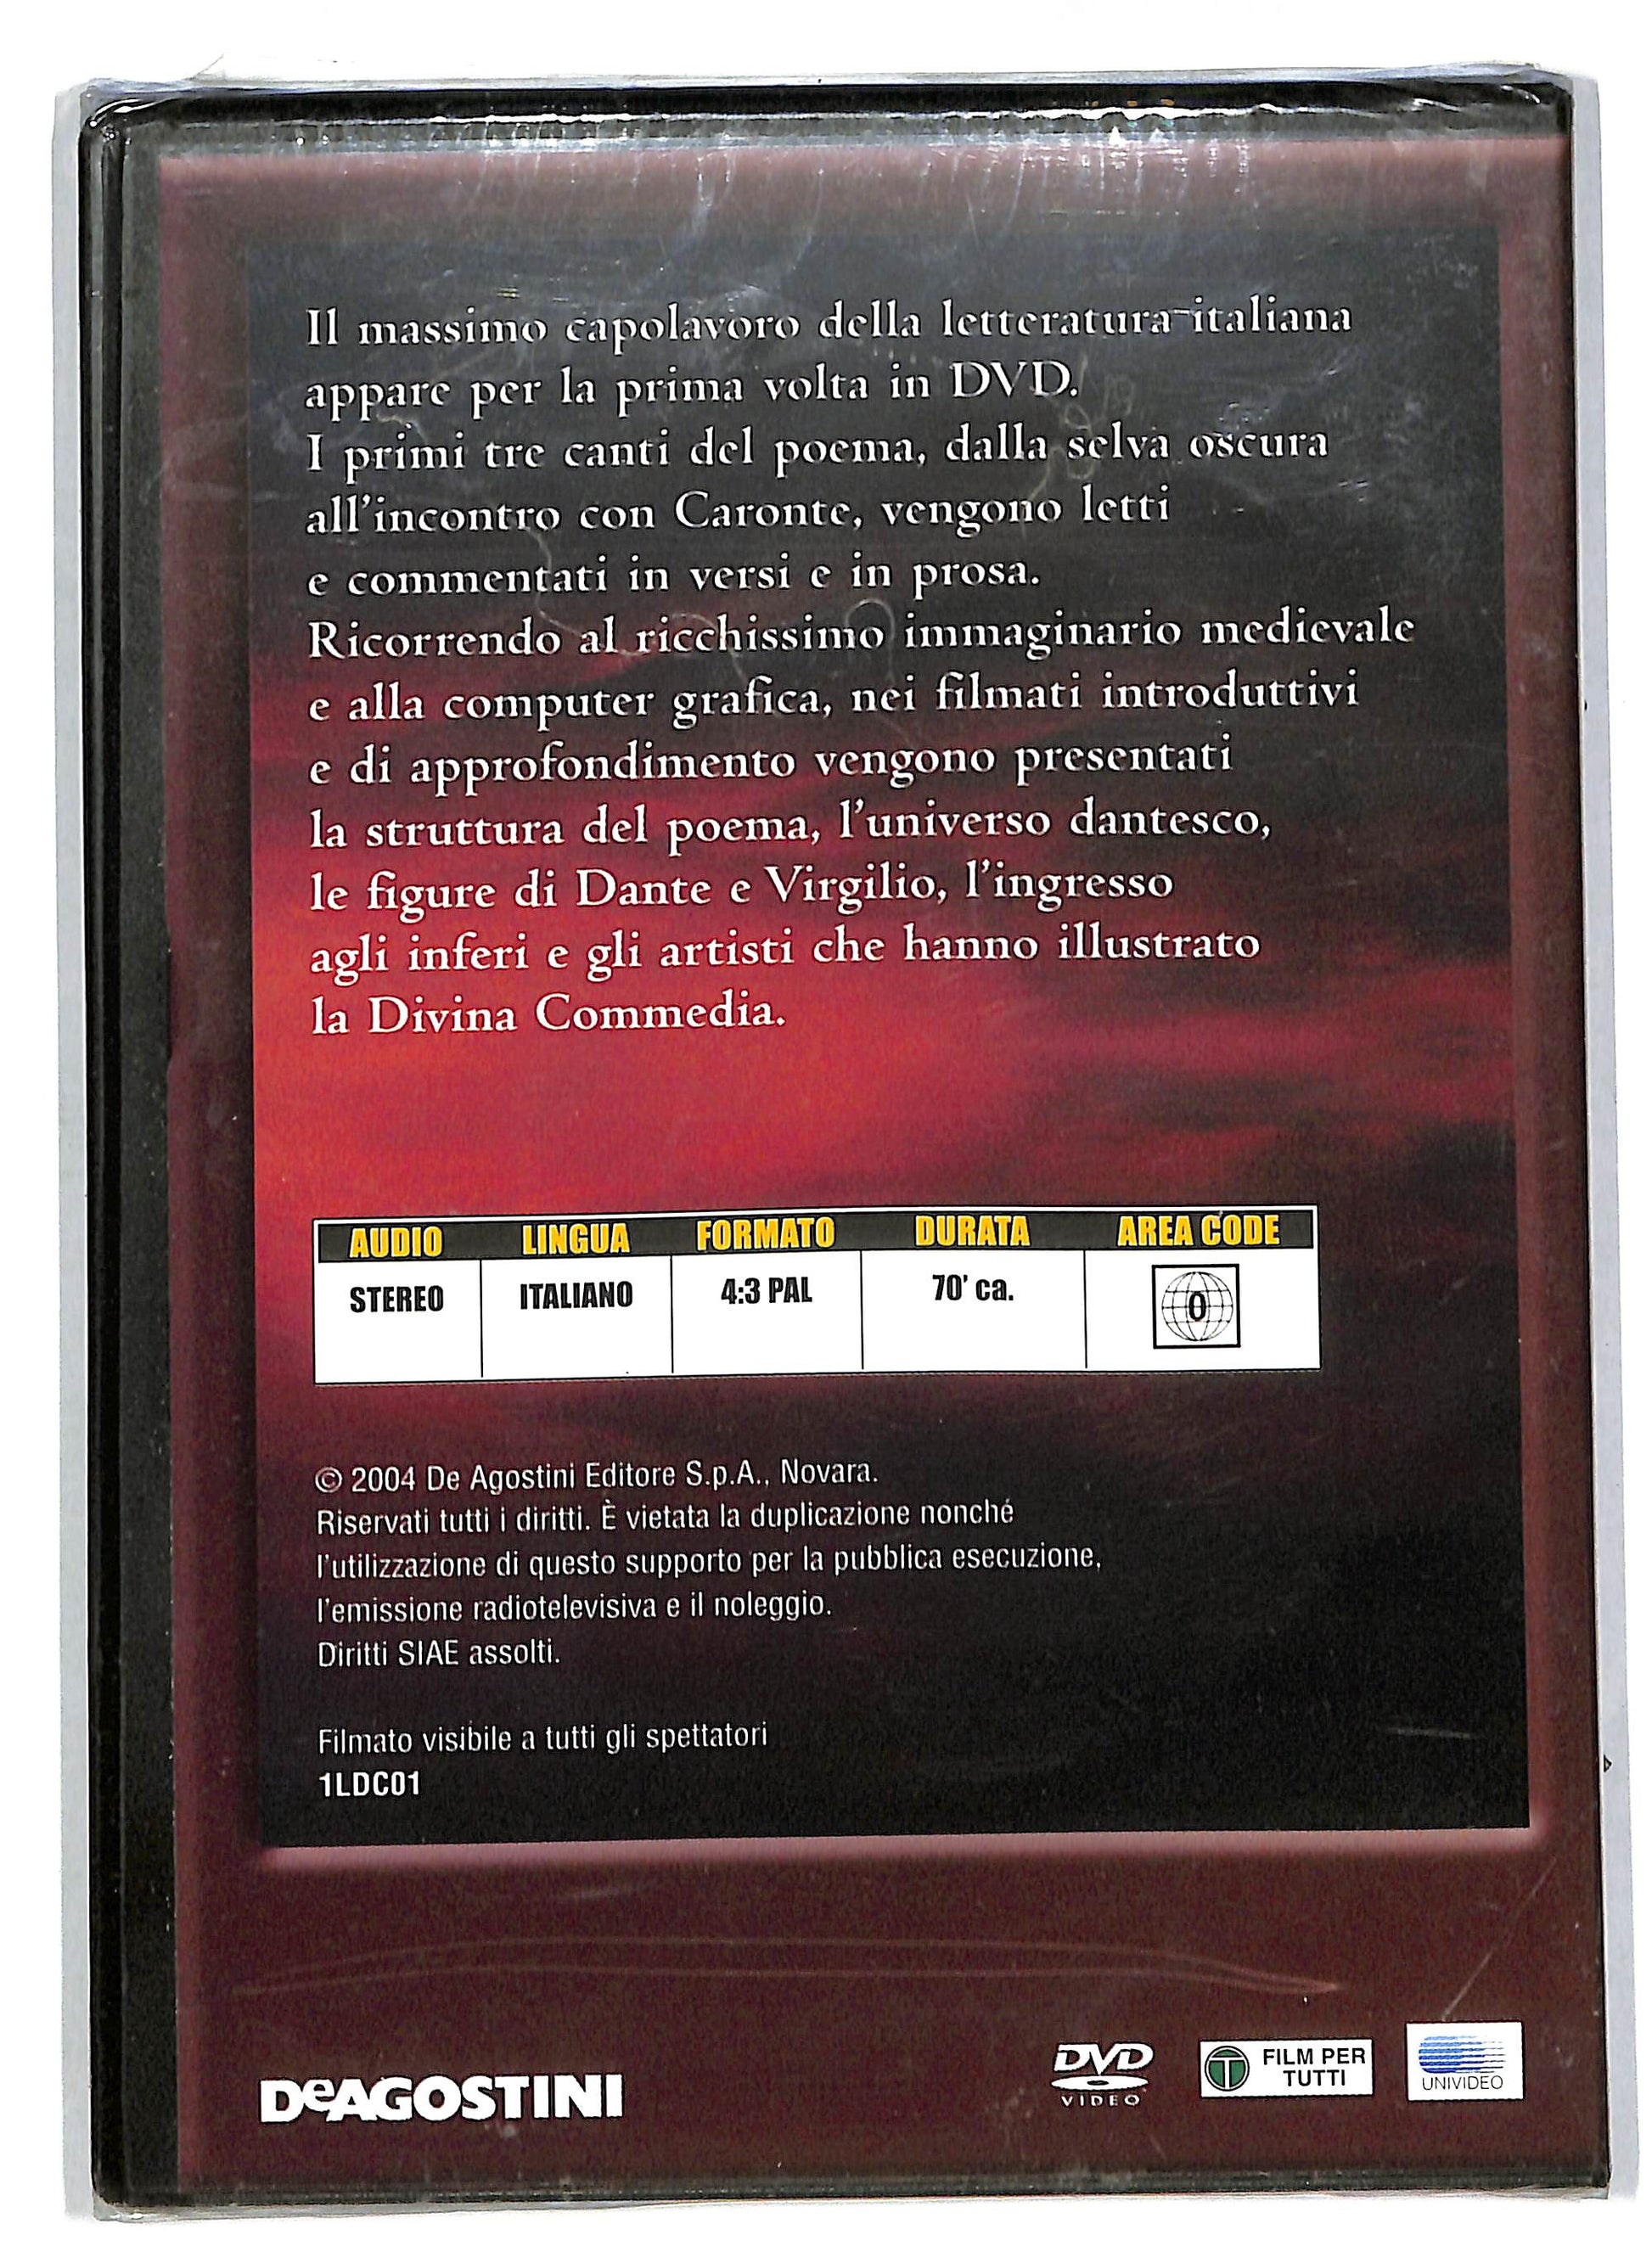 Il massimo capolavoro della letteratura italiana
appare per la prima volta in DVD.
I primi tre canti del poema, dalla selva oscura
all'incontro con Caronte, vengono letti
e commentati in versi e in prosa.
Ricorrendo al ricchissimo immaginario medievale
e alla computer grafica, nei filmati introduttivi
e di approfondimento vengono presentati
la struttura del poema, l'universo dantesco,
le figure di Dante e Virgilio, l'ingresso
agli inferi e gli artisti che hanno illustrato
la Divina Commedia.
AUDIO LINGUA FORMATO DURATA AREA CODE
STEREO ITALIANO 4:3 PAL 70' ca. 0
© 2004 De Agostini Editore S.p.A., Novara.
Riservati tutti i diritti. È vietata la duplicazione nonché
l'utilizzazione di questo supporto per la pubblica esecuzione,
l'emissione radiotelevisiva e il noleggio.
Diritti SIAE assolti.
Filmato visibile a tutti gli spettatori
1LDC01
DeAGOSTINI
DVD
VIDEO
T FILM PER
TUTTI
UNIVIDEO